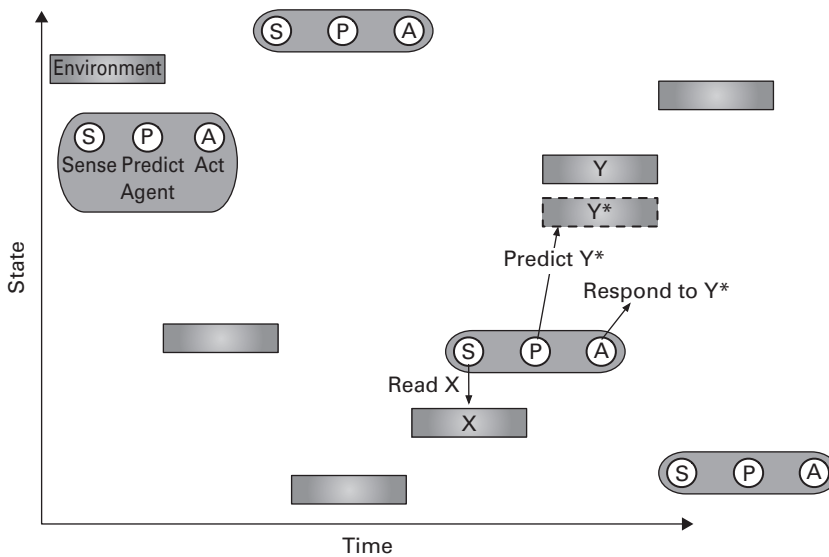 S P A
Environment
S P A
Sense Predict Act
Agent
Y
Y*
Predict Y*
Respond to Y*
State
S P A
Read X
X
S P A
Time